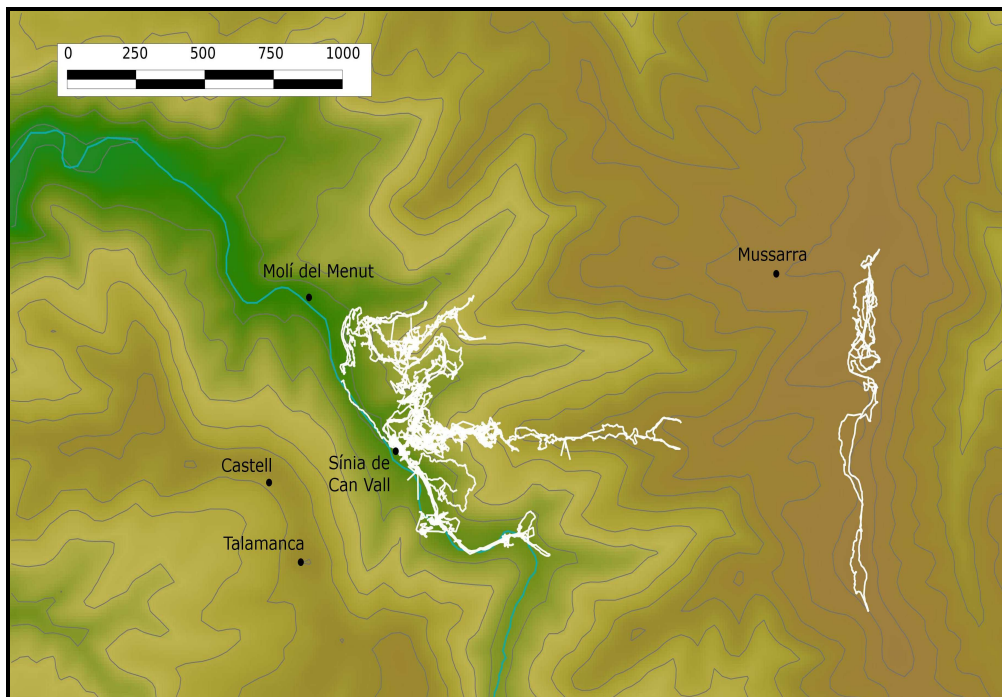 0 250 500 750 1000
Mussarra
Molí del Menut
Sínia de
Can Vall
Castell
Talamanca